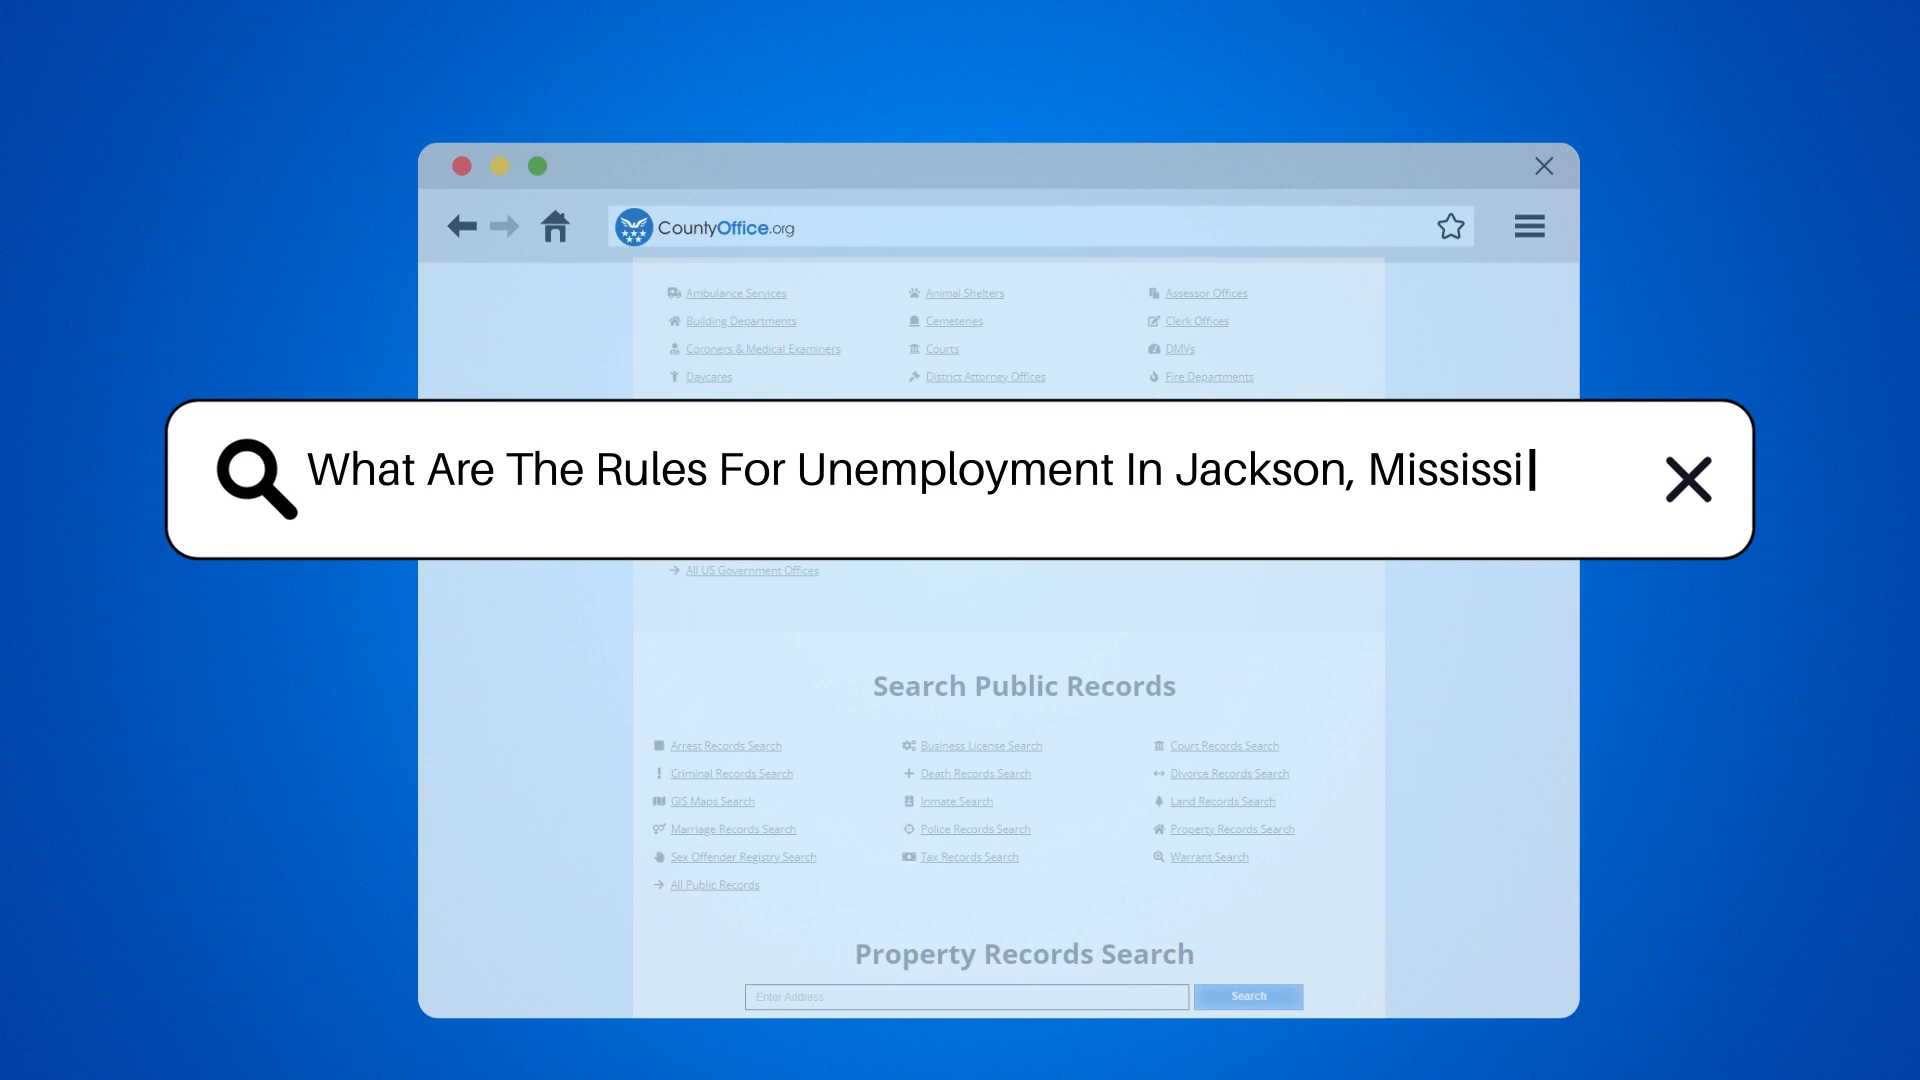 CountyOffice.org
Ambulance Services Animal Shelters Assessor Offices
Building Departments Cemeteries Clerk Offices
Coroners & Medical Examiners Courts DMVs
Daycares District Attorney Offices Fire Departments
What Are The Rules For Unemployment In Jackson, Mississi
All US Government Offices
Search Public Records
Arrest Records Search Business License Search Court Records Search
Criminal Records Search Death Records Search Divorce Records Search
GIS Maps Search Inmate Search Land Records Search
Marriage Records Search Police Records Search Property Records Search
Sex Offender Registry Search Tax Records Search Warrant Search
All Public Records
Property Records Search
Enter Address Search